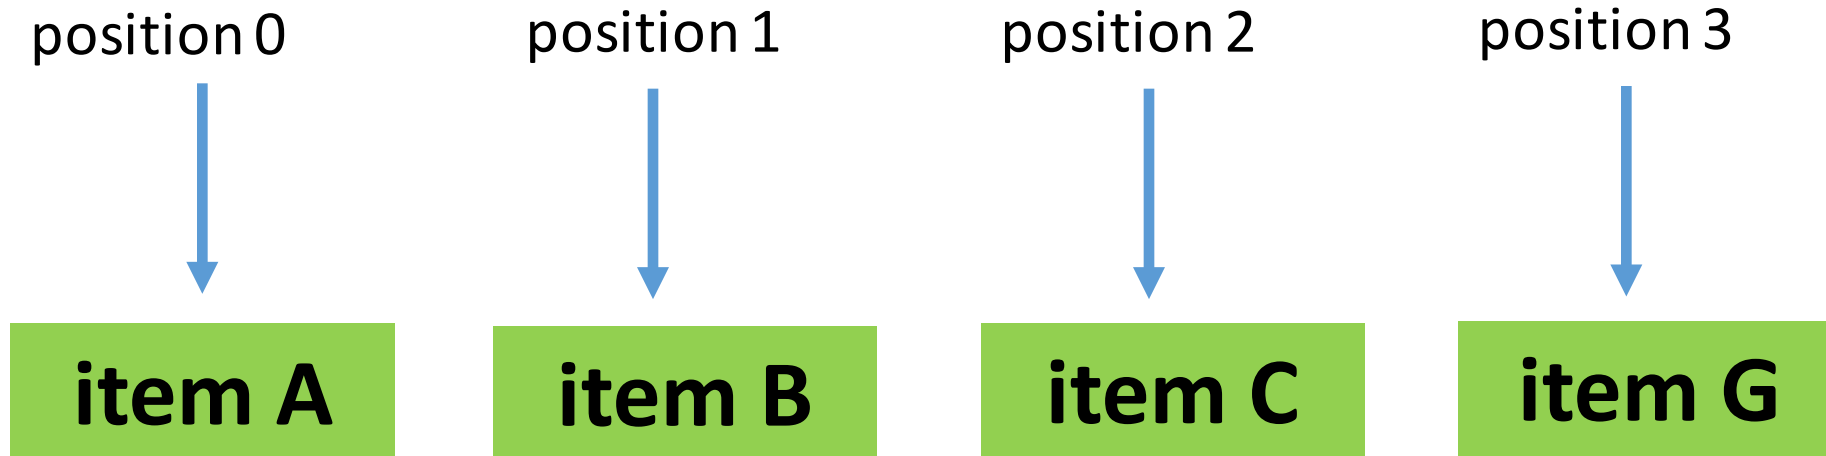 position 0 position 1 position 2 position 3
item A item B item C item G